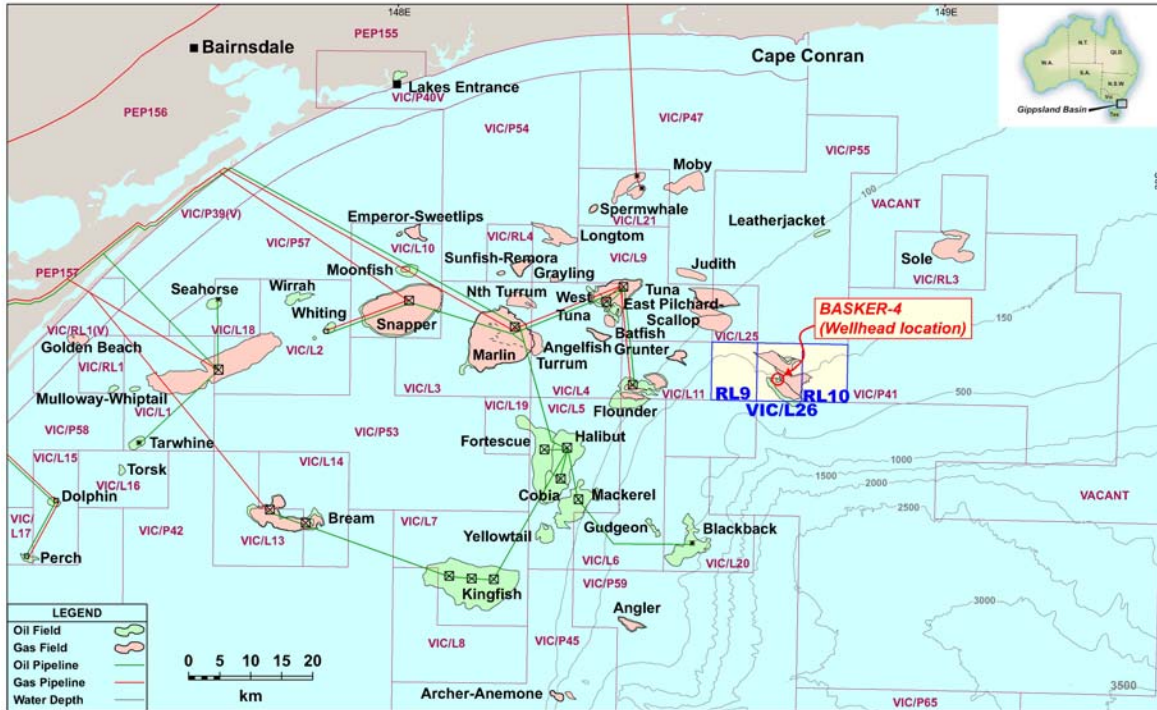 148E
149E
PEP155
Bairnsdale
Cape Conran
Lakes Entrance
VIC/P40V
PEP156
VIC/P54
VIC/P47
VIC/P55
N.T.
QLD
W.A.
S.A.
N.S.W
Vic
Gippsland Basin
Tas
Moby
100
VACANT
VIC/P39(V)
Spermwhale
Leatherjacket
Emperor-Sweetlips
VIC/L21
VIC/P57
VIC/L10
VIC/RL4
Longtom
Sole
Sunfish-Remora
VIC/L9
PEP157
Moonfish
Grayling
Judith
VIC/RL3
Seahorse
Wirrah
Nth Turrum
Tuna
West
Tuna
East Pilchard-
Scallop
BASKER-4
(Wellhead location)
150
Whiting
Snapper
VIC/RL1(V)
VIC/L18
VIC/L25
Golden Beach
VIC/L2
Marlin
Angelfish
Batfish
Grunter
Turrum
VIC/RL1
500
Mulloway-Whiptail
VIC/L1
VIC/L3
VIC/L4
VIC/L11
RL9
RL10
VIC/P41
VIC/L26
Flounder
VIC/L19
VIC/L5
VIC/P58
VIC/P53
Tarwhine
Fortescue
Halibut
VIC/L15
VIC/L14
1000
Torsk
1500
2000
VIC/L16
2500
Dolphin
Cobia
Mackerel
VACANT
VIC/
L17
VIC/P42
VIC/L7
VIC/L13
Bream
Gudgeon
Blackback
Yellowtail
Perch
VIC/L6
VIC/L20
VIC/P59
Kingfish
3000
LEGEND
Oil Field
Gas Field
Oil Pipeline
Gas Pipeline
Water Depth
Angler
0 5 10 15 20
km
VIC/L8
VIC/P45
3500
Archer-Anemone
VIC/P65